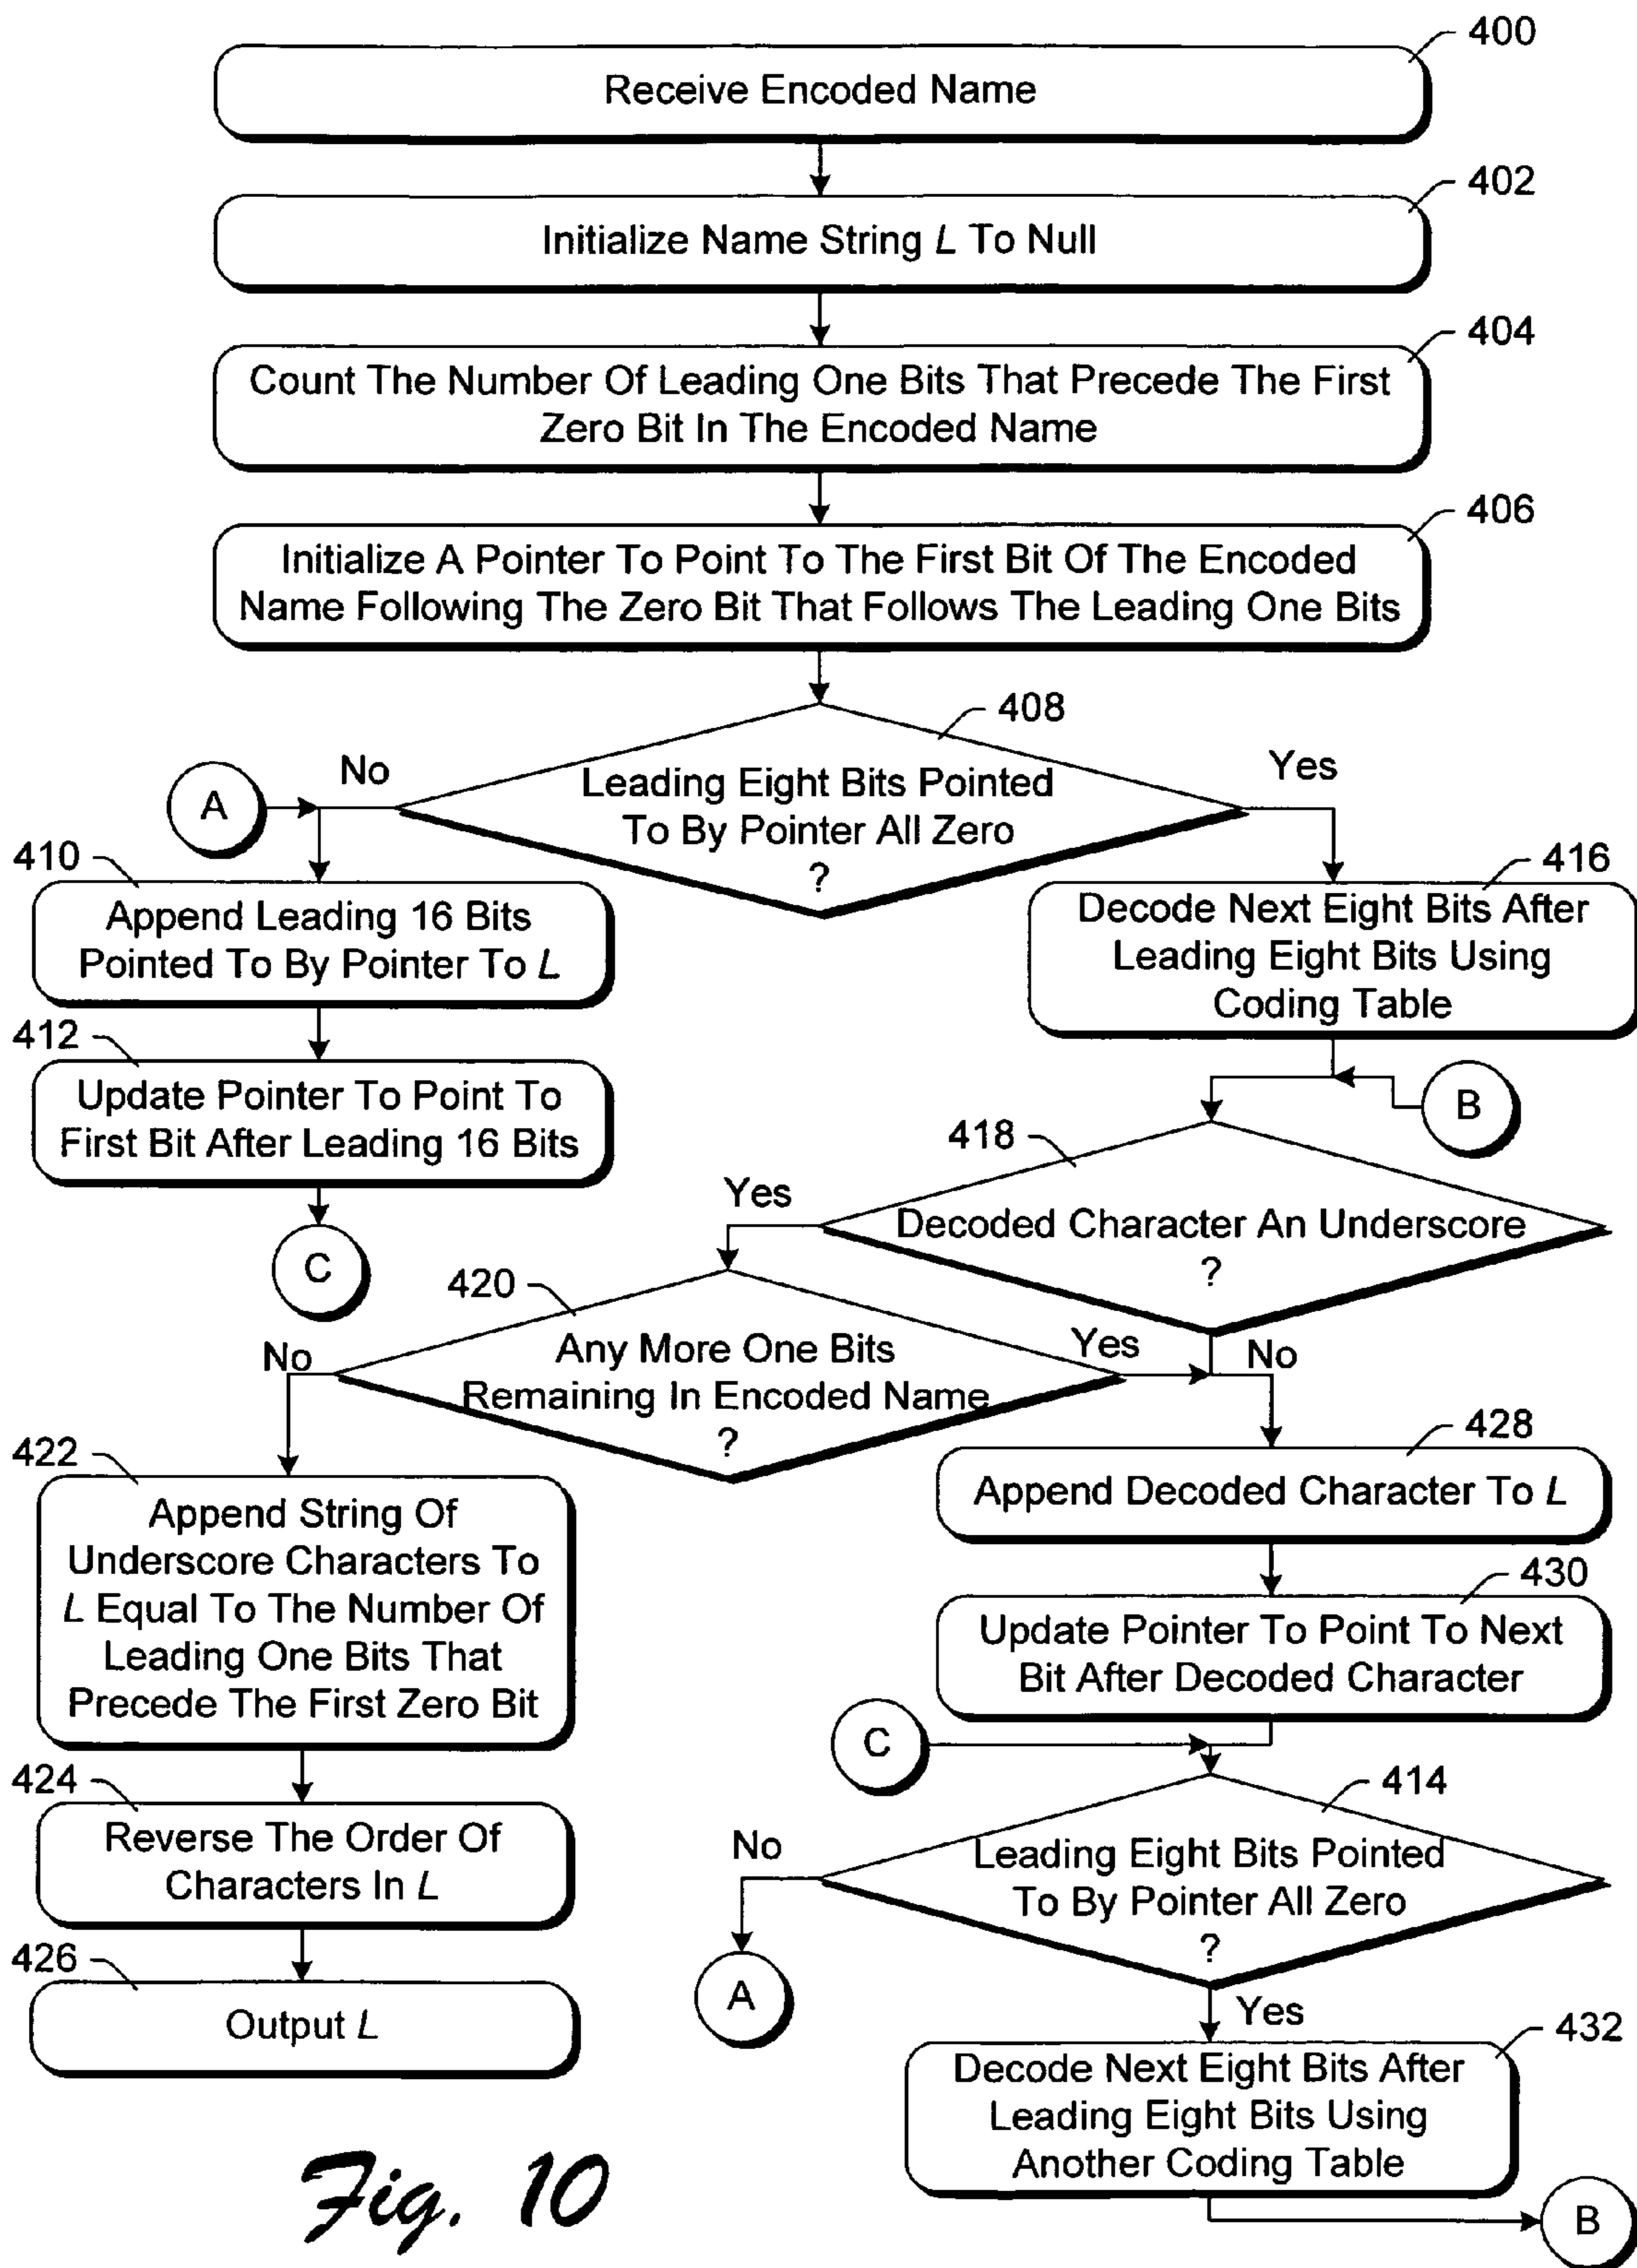 400
Receive Encoded Name
402
Initialize Name String L To Null
404
Count The Number Of Leading One Bits That Precede The First
Zero Bit In The Encoded Name
406
Initialize A Pointer To Point To The First Bit Of The Encoded
Name Following The Zero Bit That Follows The Leading One Bits
408
No
Yes
A
Leading Eight Bits Pointed
To By Pointer All Zero
?
410
Append Leading 16 Bits
Pointed To By Pointer To L
416
Decode Next Eight Bits After
Leading Eight Bits Using
Coding Table
412
Update Pointer To Point To
First Bit After Leading 16 Bits
B
C
418
Yes
Decoded Character An Underscore
?
No
420
Any More One Bits
Remaining In Encoded Name
?
No
Yes
422
Append String Of
Underscore Characters To
L Equal To The Number Of
Leading One Bits That
Precede The First Zero Bit
428
Append Decoded Character To L
430
Update Pointer To Point To Next
Bit After Decoded Character
C
424
Reverse The Order Of
Characters In L
414
No
Leading Eight Bits Pointed
To By Pointer All Zero
?
A
Yes
426
Output L
432
Decode Next Eight Bits After
Leading Eight Bits Using
Another Coding Table
B
Fig. 10